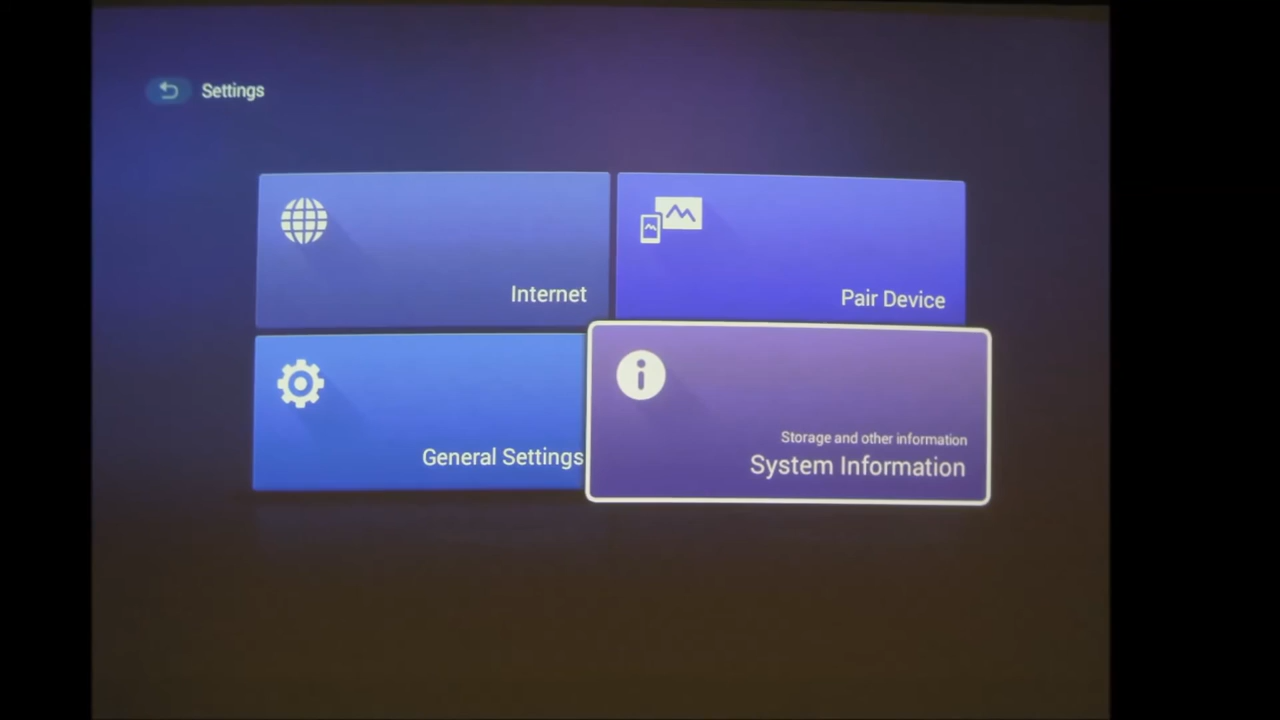 Settings
Internet
Pair Device
General Settings
Storage and other information
System Information